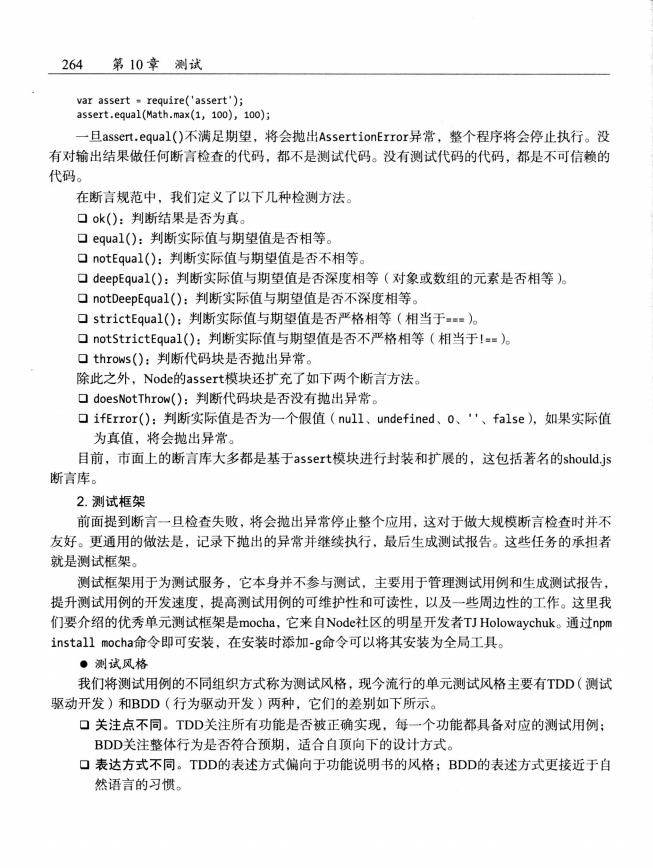 264 第 10 章 测试
var assert = require('assert');
assert.equal(Math.max(1, 100), 100);
一旦assert.equal()不满足期望，将会抛出AssertionError异常，整个程序将会停止执行。没
有对输出结果做任何断言检查的代码，都不是测试代码。没有测试代码的代码，都是不可信赖的
代码。
在断言规范中，我们定义了以下几种检测方法。
❑ ok()：判断结果是否为真。
❑ equal()：判断实际值与期望值是否相等。
❑ notEqual()：判断实际值与期望值是否不相等。
❑ deepEqual()：判断实际值与期望值是否深度相等（对象或数组的元素是否相等）。
❑ notDeepEqual()：判断实际值与期望值是否不深度相等。
❑ strictEqual()：判断实际值与期望值是否严格相等（相当于===）。
❑ notStrictEqual()：判断实际值与期望值是否不严格相等（相当于!==）。
❑ throws()：判断代码块是否抛出异常。
除此之外，Node的assert模块还扩充了如下两个断言方法。
❑ doesNotThrow()：判断代码块是否没有抛出异常。
❑ ifError()：判断实际值是否为一个假值（null、undefined、0、''、false），如果实际值
为真值，将会抛出异常。
目前，市面上的断言库大多都是基于assert模块进行封装和扩展的，这包括著名的should.js
断言库。
2. 测试框架
前面提到断言一旦检查失败，将会抛出异常停止整个应用，这对于做大规模断言检查时并不
友好。更通用的做法是，记录下抛出的异常并继续执行，最后生成测试报告。这些任务的承担者
就是测试框架。
测试框架用于为测试服务，它本身并不参与测试，主要用于管理测试用例和生成测试报告，
提升测试用例的开发速度，提高测试用例的可维护性和可读性，以及一些周边性的工作。这里我
们要介绍的优秀单元测试框架是mocha，它来自Node社区的明星开发者TJ Holowaychuk。通过npm
install mocha命令即可安装，在安装时添加-g命令可以将其安装为全局工具。
● 测试风格
我们将测试用例的不同组织方式称为测试风格，现今流行的单元测试风格主要有TDD（测试
驱动开发）和BDD（行为驱动开发）两种，它们的差别如下所示。
❑ 关注点不同。TDD关注所有功能是否被正确实现，每一个功能都具备对应的测试用例；
BDD关注整体行为是否符合预期，适合自顶向下的设计方式。
❑ 表达方式不同。TDD的表述方式偏向于功能说明书的风格；BDD的表述方式更接近于自
然语言的习惯。